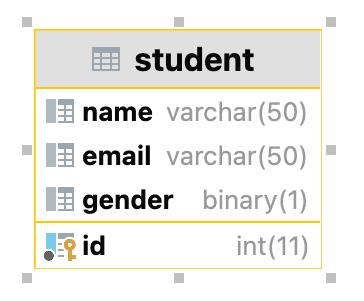 student
name varchar(50)
email varchar(50)
gender binary(1)
id int(11)